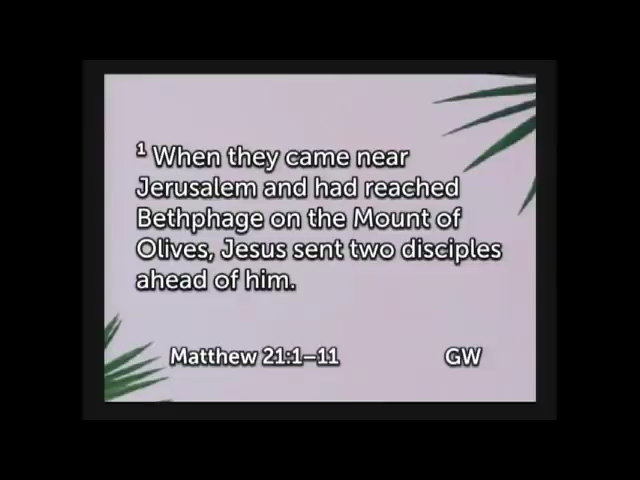 1 When they came near
Jerusalem and had reached
Bethphage on the Mount of
Olives, Jesus sent two disciples
ahead of him.
Matthew 21:1–11 GW